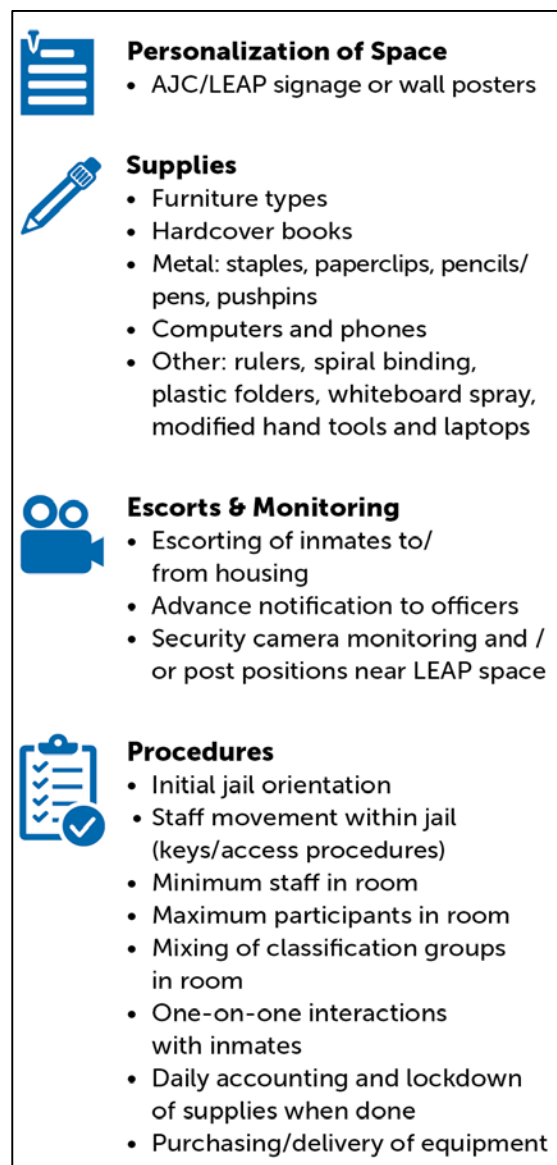 Personalization of Space
• AJC/LEAP signage or wall posters
Supplies
• Furniture types
• Hardcover books
• Metal: staples, paperclips, pencils/
pens, pushpins
• Computers and phones
• Other: rulers, spiral binding,
plastic folders, whiteboard spray,
modified hand tools and laptops
Escorts & Monitoring
• Escorting of inmates to/
from housing
• Advance notification to officers
• Security camera monitoring and /
or post positions near LEAP space
Procedures
• Initial jail orientation
• Staff movement within jail
(keys/access procedures)
• Minimum staff in room
• Maximum participants in room
• Mixing of classification groups
in room
• One-on-one interactions
with inmates
• Daily accounting and lockdown
of supplies when done
• Purchasing/delivery of equipment